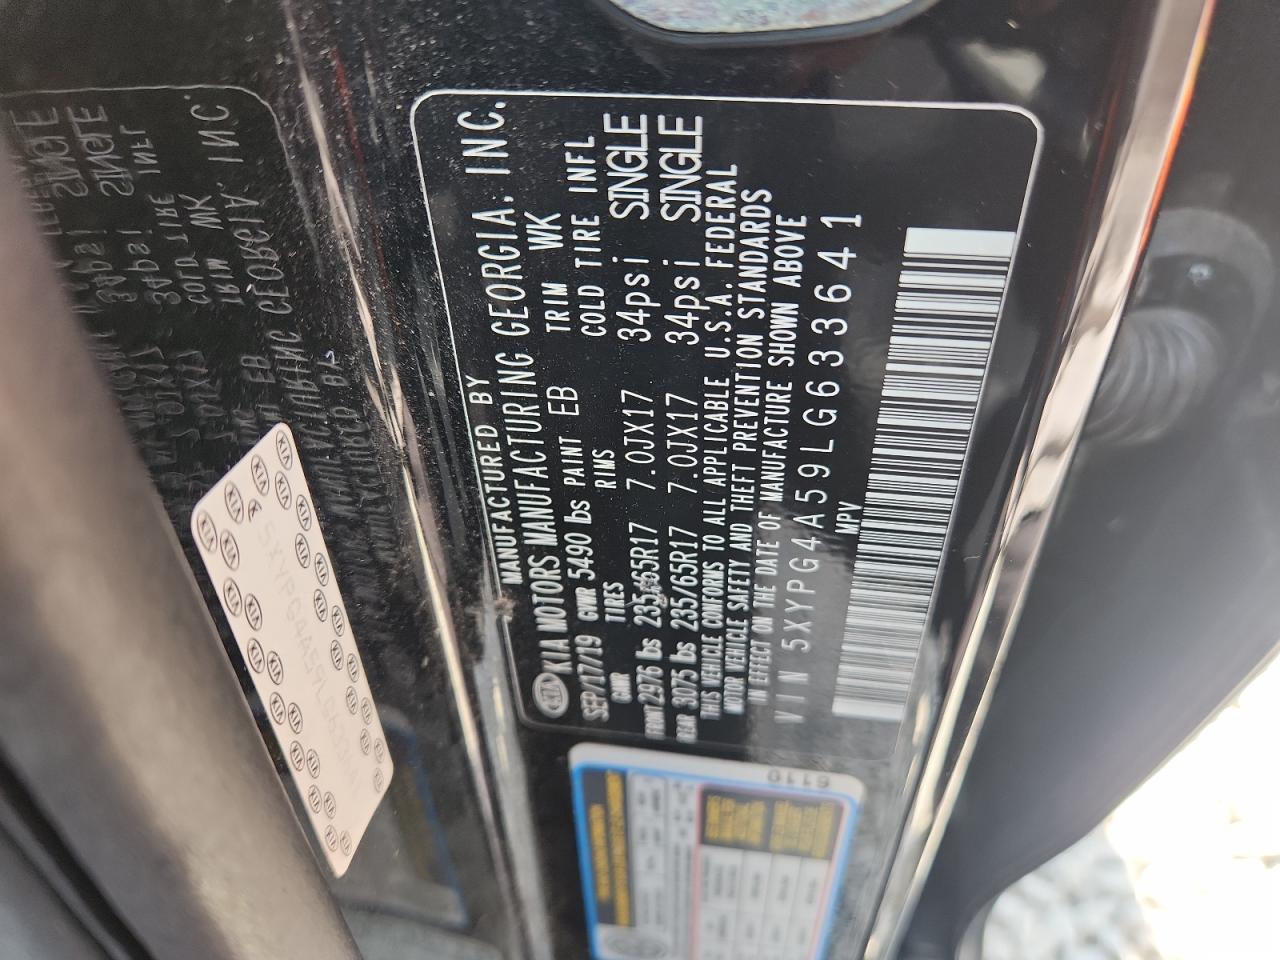 MANUFACTURED BY
KIA KIA MOTORS MANUFACTURING GEORGIA, INC.
SEP/17/19 GVWR 5490 lbs PAINT EB TRIM WK
GAWR TIRES RIMS COLD TIRE INFL
FRONT 2976 lbs 235/65R17 7.0JX17 34psi SINGLE
REAR 3075 lbs 235/65R17 7.0JX17 34psi SINGLE
THIS VEHICLE CONFORMS TO ALL APPLICABLE U.S.A. FEDERAL
MOTOR VEHICLE SAFETY AND THEFT PREVENTION STANDARDS
IN EFFECT ON THE DATE OF MANUFACTURE SHOWN ABOVE
VIN 5XYPG4A59LG633641
MPV
6110